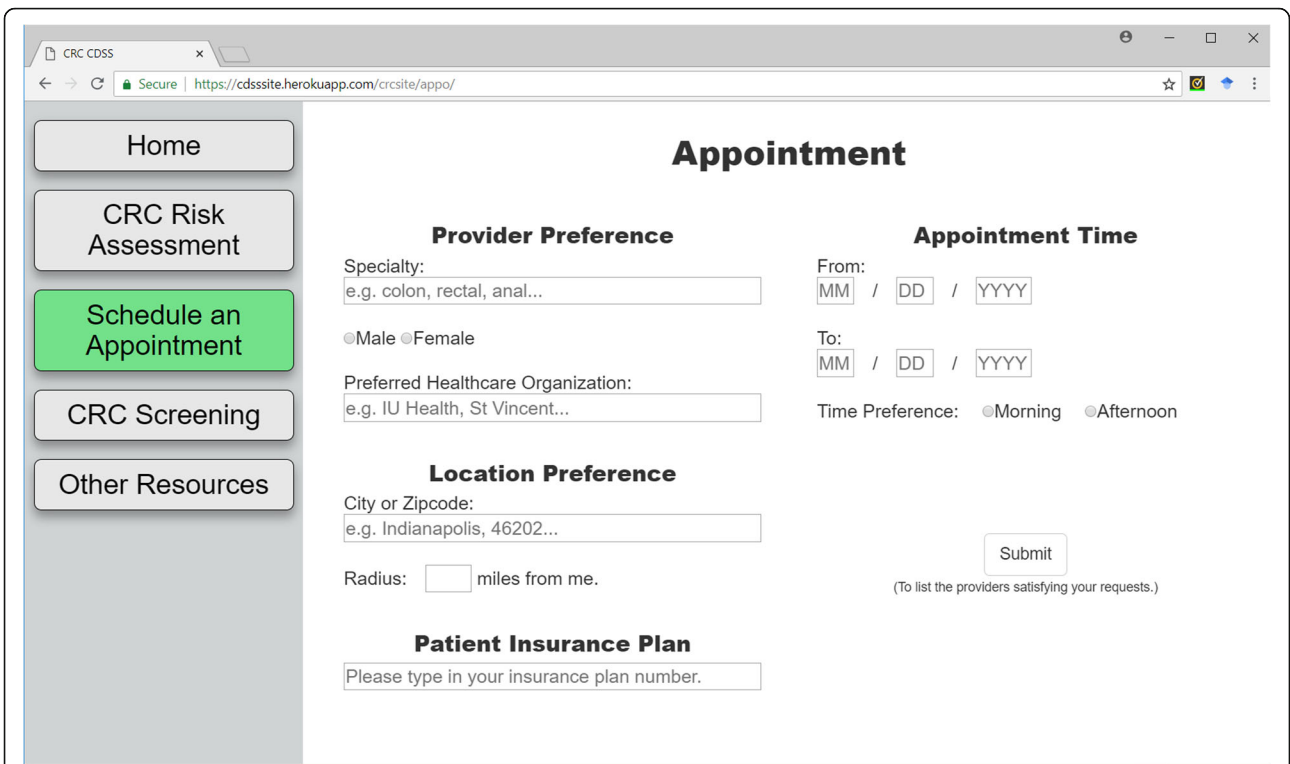 CRC CDSS
Secure | https://cdsssite.herokuapp.com/crcsite/appo/
Home
CRC Risk
Assessment
Schedule an
Appointment
CRC Screening
Other Resources
Appointment
Provider Preference
Specialty:
e.g. colon, rectal, anal...
Male Female
Preferred Healthcare Organization:
e.g. IU Health, St Vincent...
Location Preference
City or Zipcode:
e.g. Indianapolis, 46202...
Radius: miles from me.
Patient Insurance Plan
Please type in your insurance plan number.
Appointment Time
From:
MM / DD / YYYY
To:
MM / DD / YYYY
Time Preference: Morning Afternoon
Submit
(To list the providers satisfying your requests.)